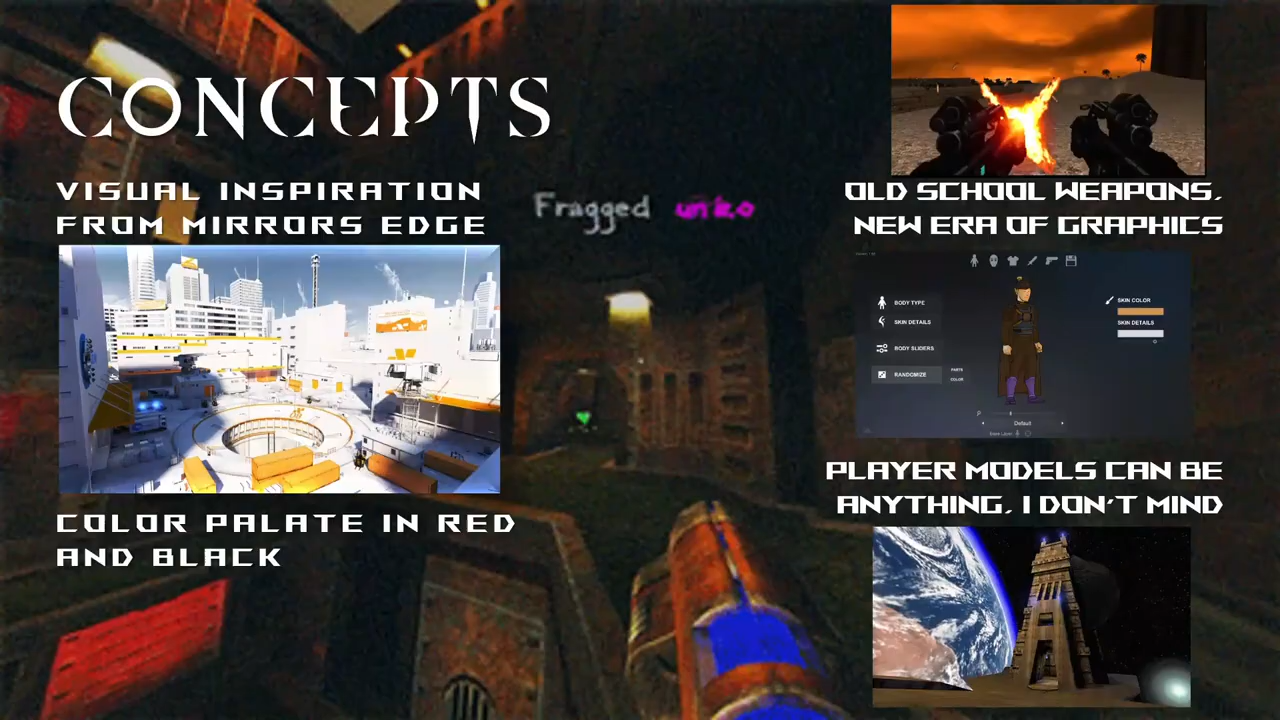 CONCEPTS
VISUAL INSPIRATION
FROM MIRRORS EDGE
COLOR PALATE IN RED
AND BLACK
Fragged unko
OLD SCHOOL WEAPONS,
NEW ERA OF GRAPHICS
BODY TYPE
SKIN DETAILS
BODY SLIDERS
RANDOMIZE
PARTS
COLOR
SKIN COLOR
SKIN DETAILS
Default
PLAYER MODELS CAN BE
ANYTHING, I DON'T MIND